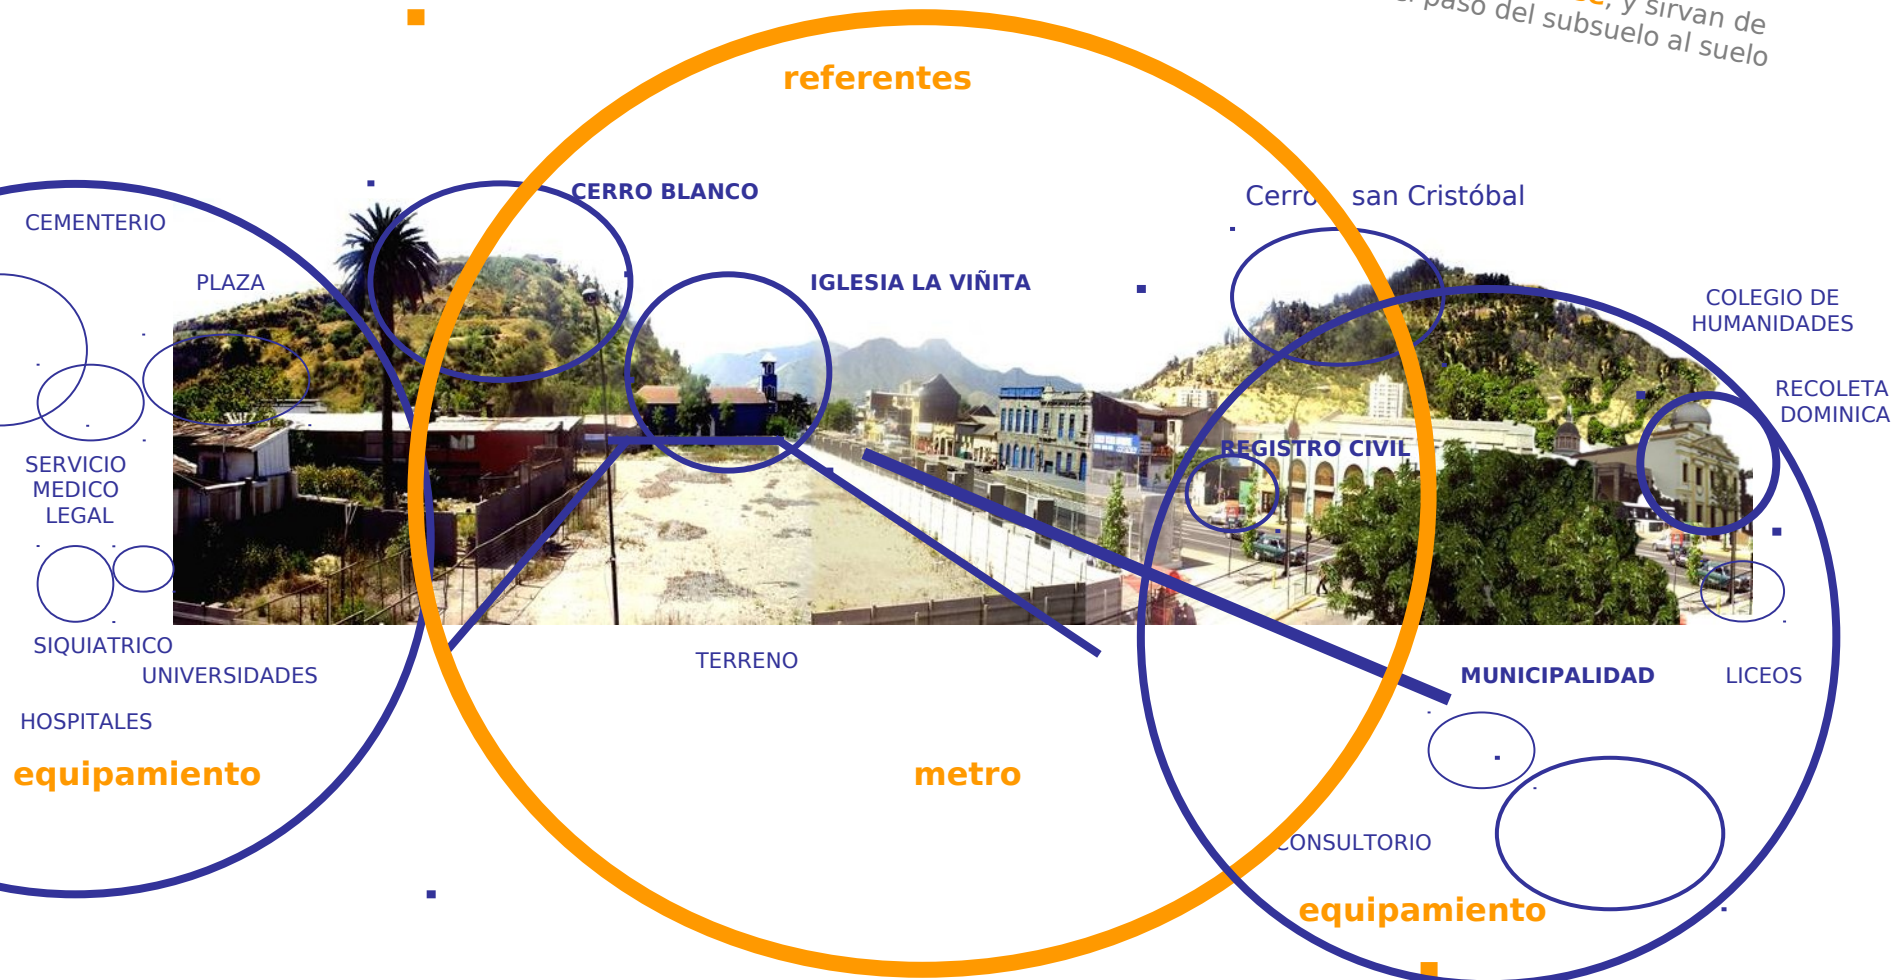 , y sirvan de
paso del subsuelo al suelo
referentes
CERRO BLANCO
Cerro san Cristóbal
CEMENTERIO
PLAZA
IGLESIA LA VIÑITA
COLEGIO DE
HUMANIDADES
RECOLETA
DOMINICA
REGISTRO CIVIL
SERVICIO
MEDICO
LEGAL
SIQUIATRICO
UNIVERSIDADES
TERRENO
MUNICIPALIDAD
LICEOS
HOSPITALES
equipamiento
metro
CONSULTORIO
equipamiento